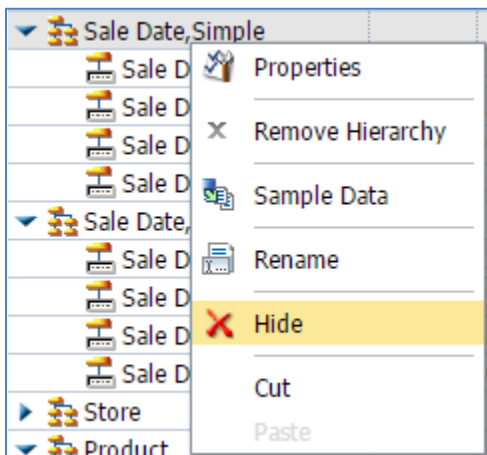 Sale Date,Simple
Sale D
Properties
Sale D
Remove Hierarchy
Sale D
Sale D
Sample Data
Sale Date,
Sale D
Rename
Sale D
Sale D
Hide
Sale D
Cut
Store
Paste
Product